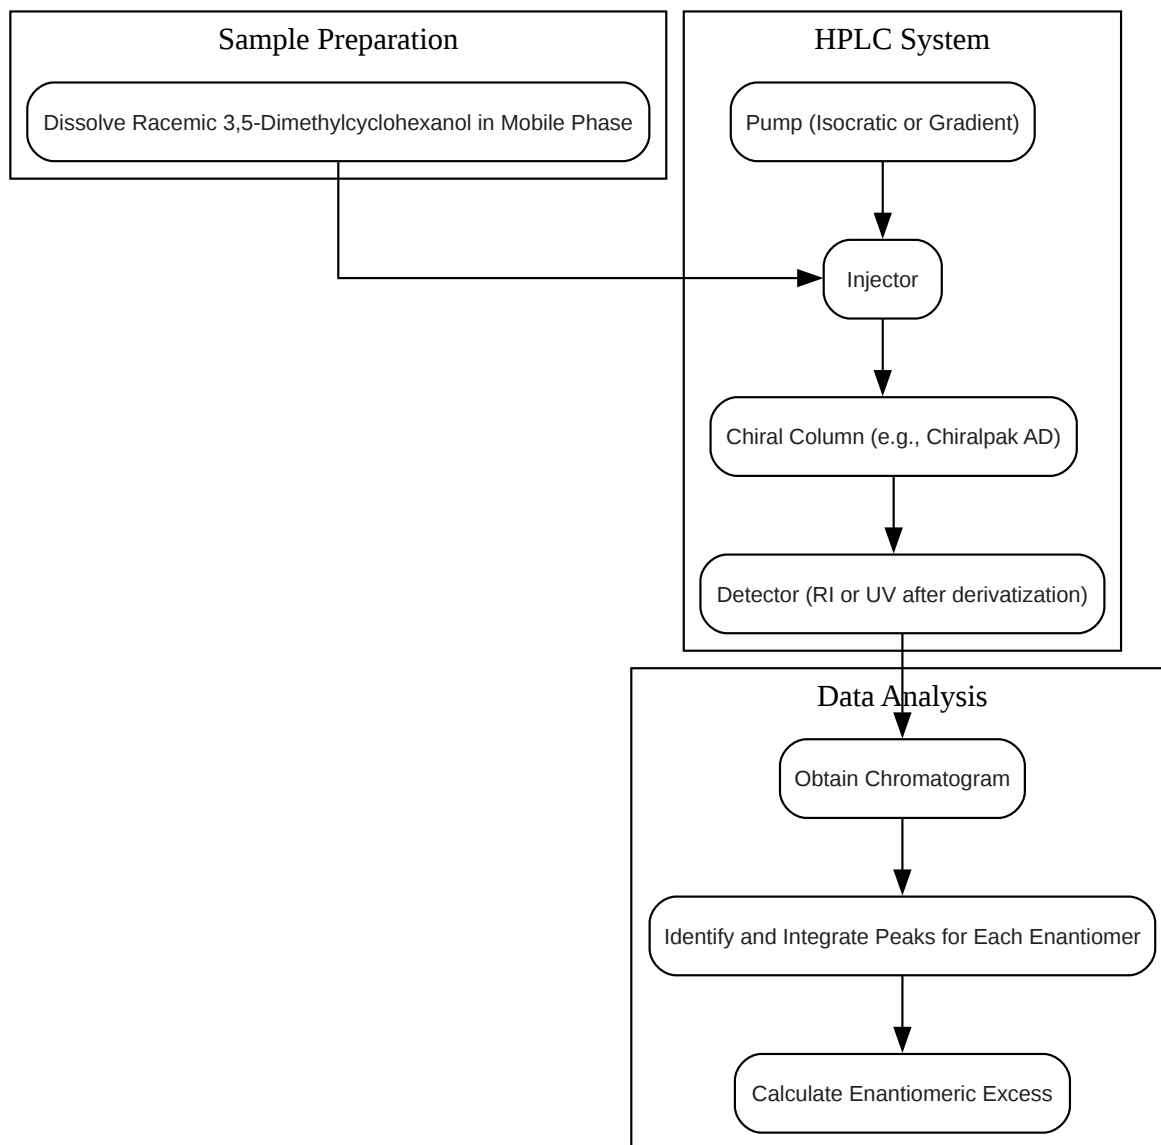 Sample Preparation
Dissolve Racemic 3,5-Dimethylcyclohexanol in Mobile Phase
HPLC System
Pump (Isocratic or Gradient)
Injector
Chiral Column (e.g., Chiralpak AD)
Detector (RI or UV after derivatization)
Data Analysis
Obtain Chromatogram
Identify and Integrate Peaks for Each Enantiomer
Calculate Enantiomeric Excess